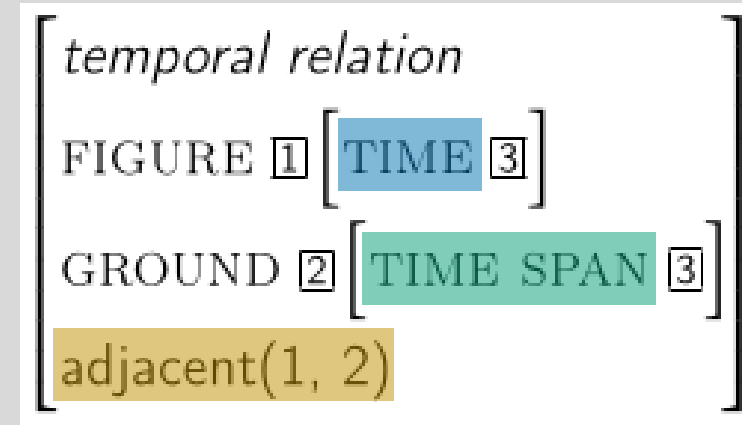 temporal relation
FIGURE 1 [TIME 3]
GROUND 2 [TIME SPAN 3]
adjacent(1, 2)